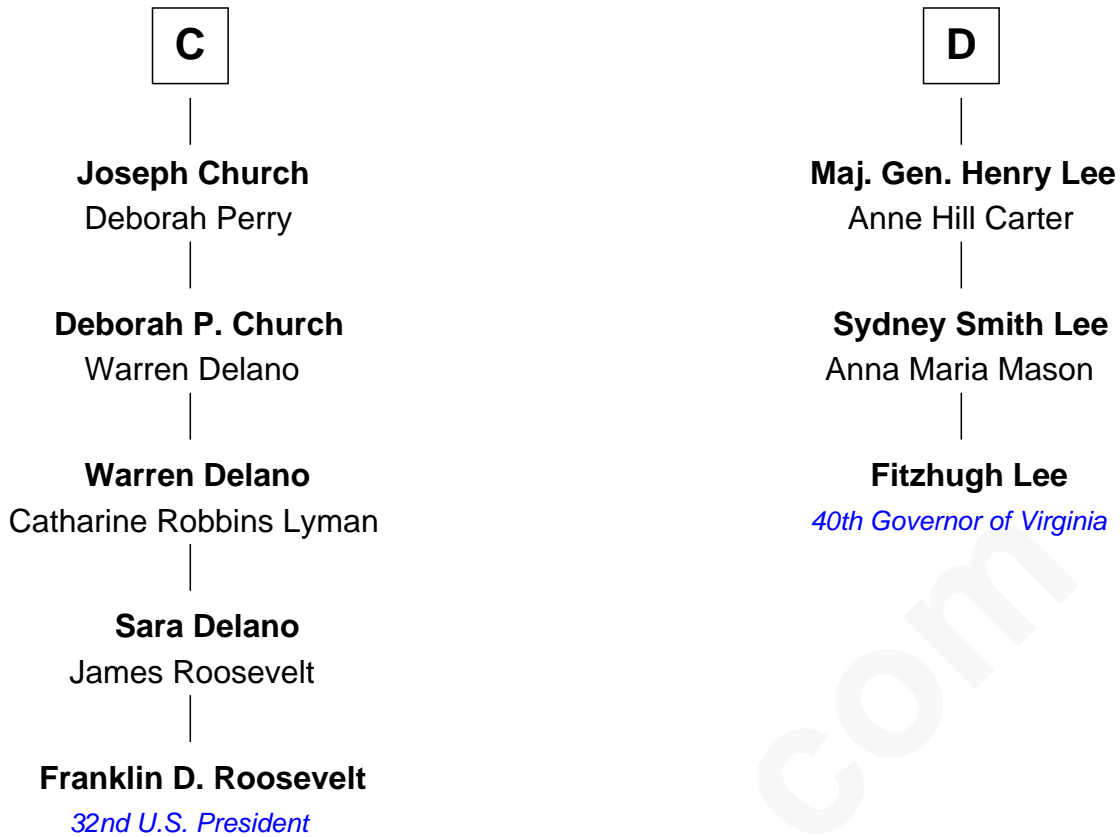 C
Joseph Church
Deborah Perry
Deborah P. Church
Warren Delano
Warren Delano
Catharine Robbins Lyman
Sara Delano
James Roosevelt
Franklin D. Roosevelt
32nd U.S. President
D
Maj. Gen. Henry Lee
Anne Hill Carter
Sydney Smith Lee
Anna Maria Mason
Fitzhugh Lee
40th Governor of Virginia
com